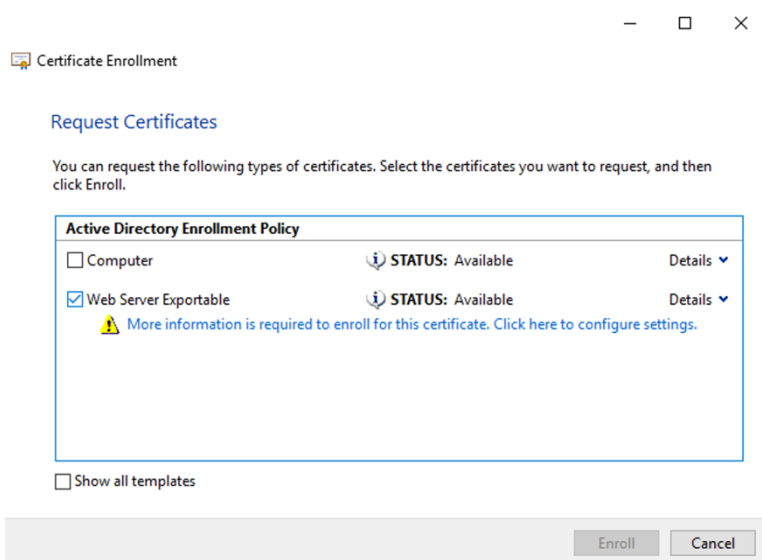 Certificate Enrollment
Request Certificates
You can request the following types of certificates. Select the certificates you want to request, and then
click Enroll.
Active Directory Enrollment Policy
Computer STATUS: Available Details
Web Server Exportable STATUS: Available Details
More information is required to enroll for this certificate. Click here to configure settings.
Show all templates
Enroll Cancel